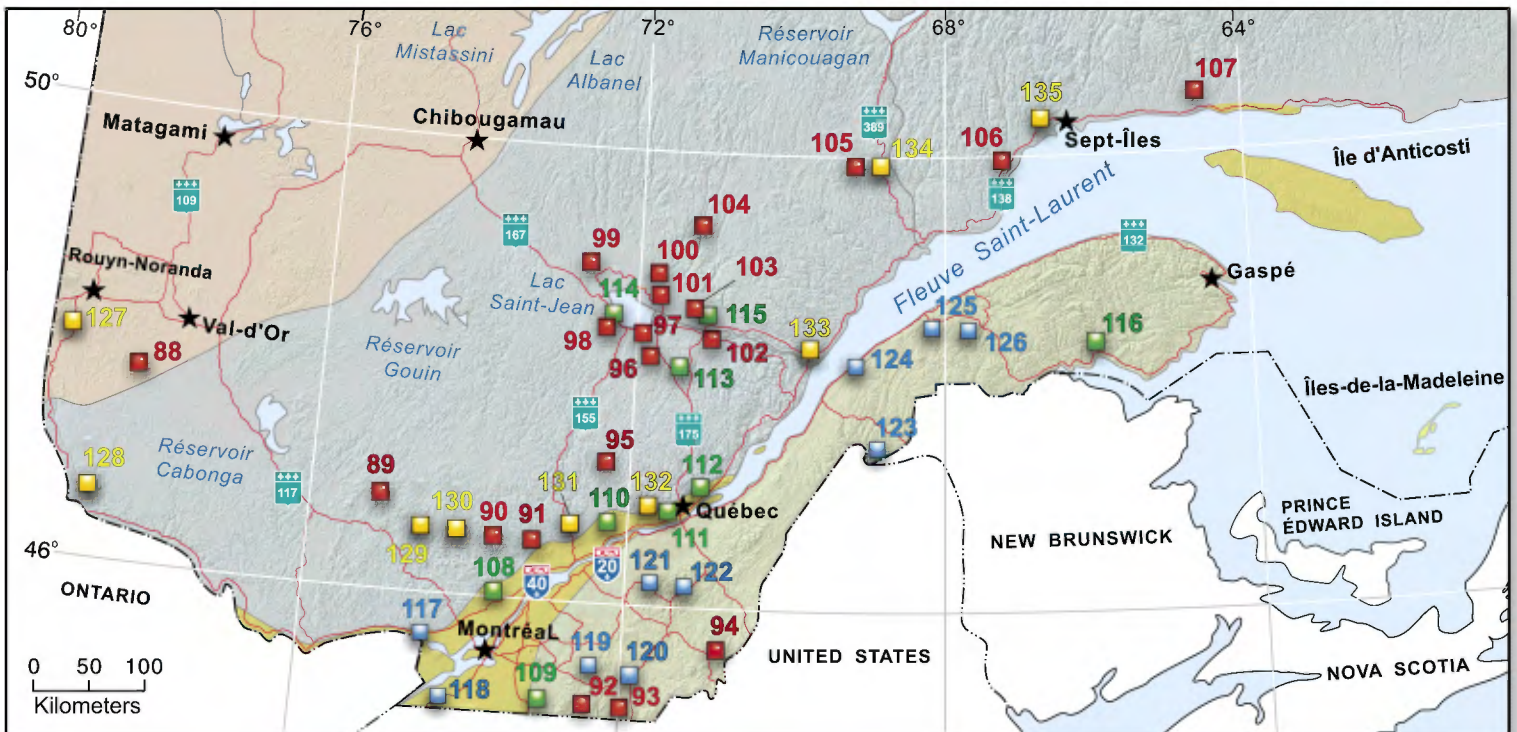 80°
76°
72°
68°
64°
Lac
Mistassini
Lac
Albanel
Réservoir
Manicouagan
107
50°
135
Matagami
Chibougamau
389
Sept-Îles
105
134
106
Île d'Anticosti
109
138
104
167
99
100
132
Rouyn-Noranda
101
103
Fleuve Saint-Laurent
Gaspé
Lac
Saint-Jean
114
115
125
127
Val-d'Or
98
97
133
126
116
88
Réservoir
Gouin
96
102
124
113
Îles-de-la-Madeleine
155
175
123
Réservoir
Cabonga
128
95
89
112
117
131
132
110
130
90
91
Québec
PRINCE
ÉDWARD ISLAND
129
111
NEW BRUNSWICK
46°
108
20
40
121
122
ONTARIO
117
MontréaL
94
119
120
UNITED STATES
NOVA SCOTIA
0 50 100
Kilometers
118
109
92
93